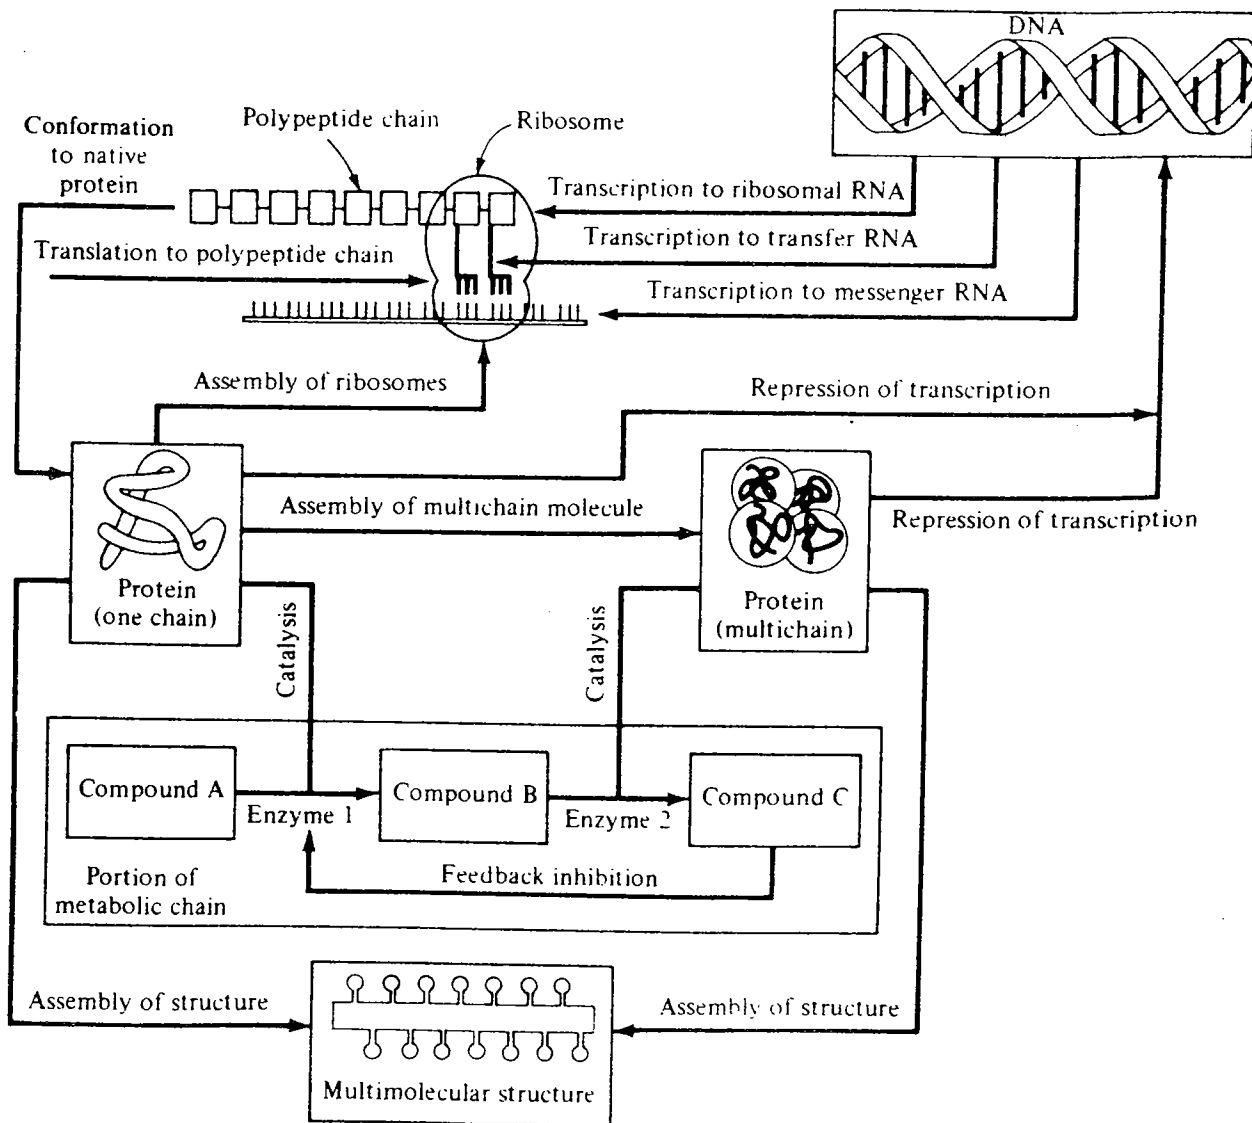 DNA
Polypeptide chain
Ribosome
Conformation
to native
protein
Transcription to ribosomal RNA
Transcription to transfer RNA
Translation to polypeptide chain
Transcription to messenger RNA
Assembly of ribosomes
Repression of transcription
Assembly of multichain molecule
Repression of transcription
Protein
(one chain)
Protein
(multichain)
Catalysis
Catalysis
Compound A
Enzyme 1
Compound B
Enzyme 2
Compound C
Feedback inhibition
Portion of
metabolic chain
Assembly of structure
Assembly of structure
Multimolecular structure